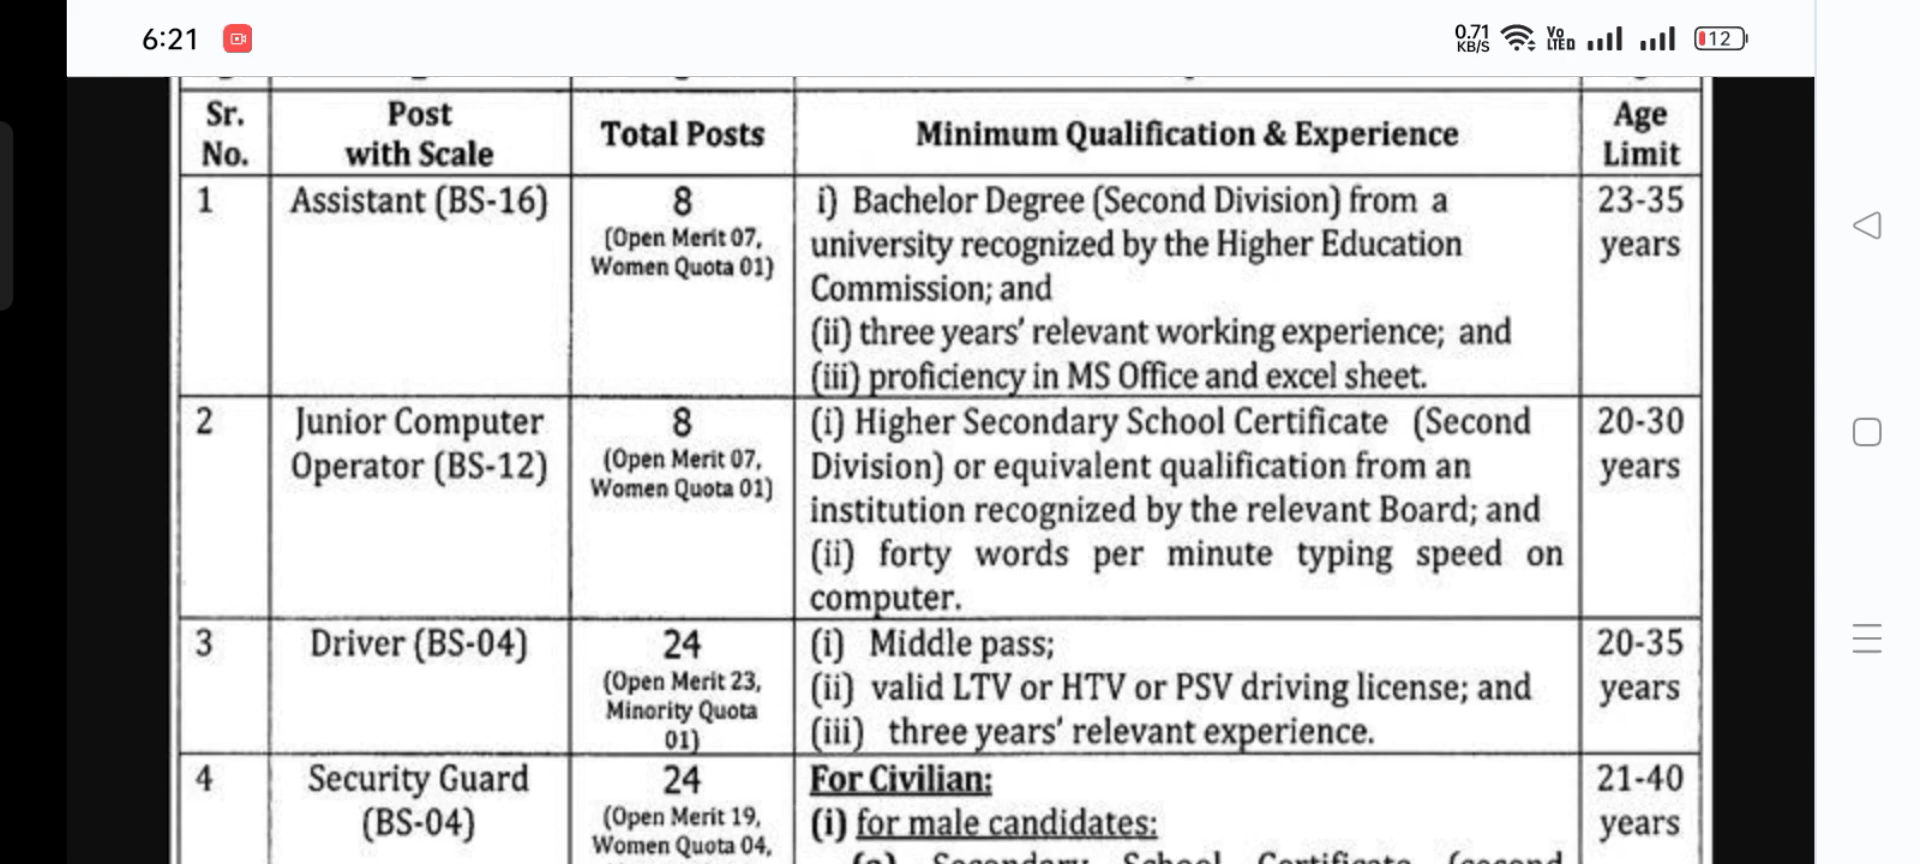 6:21
0.71 KB/S Vo LTED 12
Sr. No.
Post with Scale
Total Posts
Minimum Qualification & Experience
Age Limit
1
Assistant (BS-16)
8
(Open Merit 07,
Women Quota 01)
i) Bachelor Degree (Second Division) from a
university recognized by the Higher Education
Commission; and
(ii) three years' relevant working experience; and
(iii) proficiency in MS Office and excel sheet.
23-35
years
2
Junior Computer
Operator (BS-12)
8
(Open Merit 07,
Women Quota 01)
(i) Higher Secondary School Certificate (Second
Division) or equivalent qualification from an
institution recognized by the relevant Board; and
(ii) forty words per minute typing speed on
computer.
20-30
years
3
Driver (BS-04)
24
(Open Merit 23,
Minority Quota
01)
(i) Middle pass;
(ii) valid LTV or HTV or PSV driving license; and
(iii) three years' relevant experience.
20-35
years
4
Security Guard
(BS-04)
24
(Open Merit 19,
Women Quota 04,
For Civilian:
(i) for male candidates:
(a) Secondary School Certificate (second
21-40
years